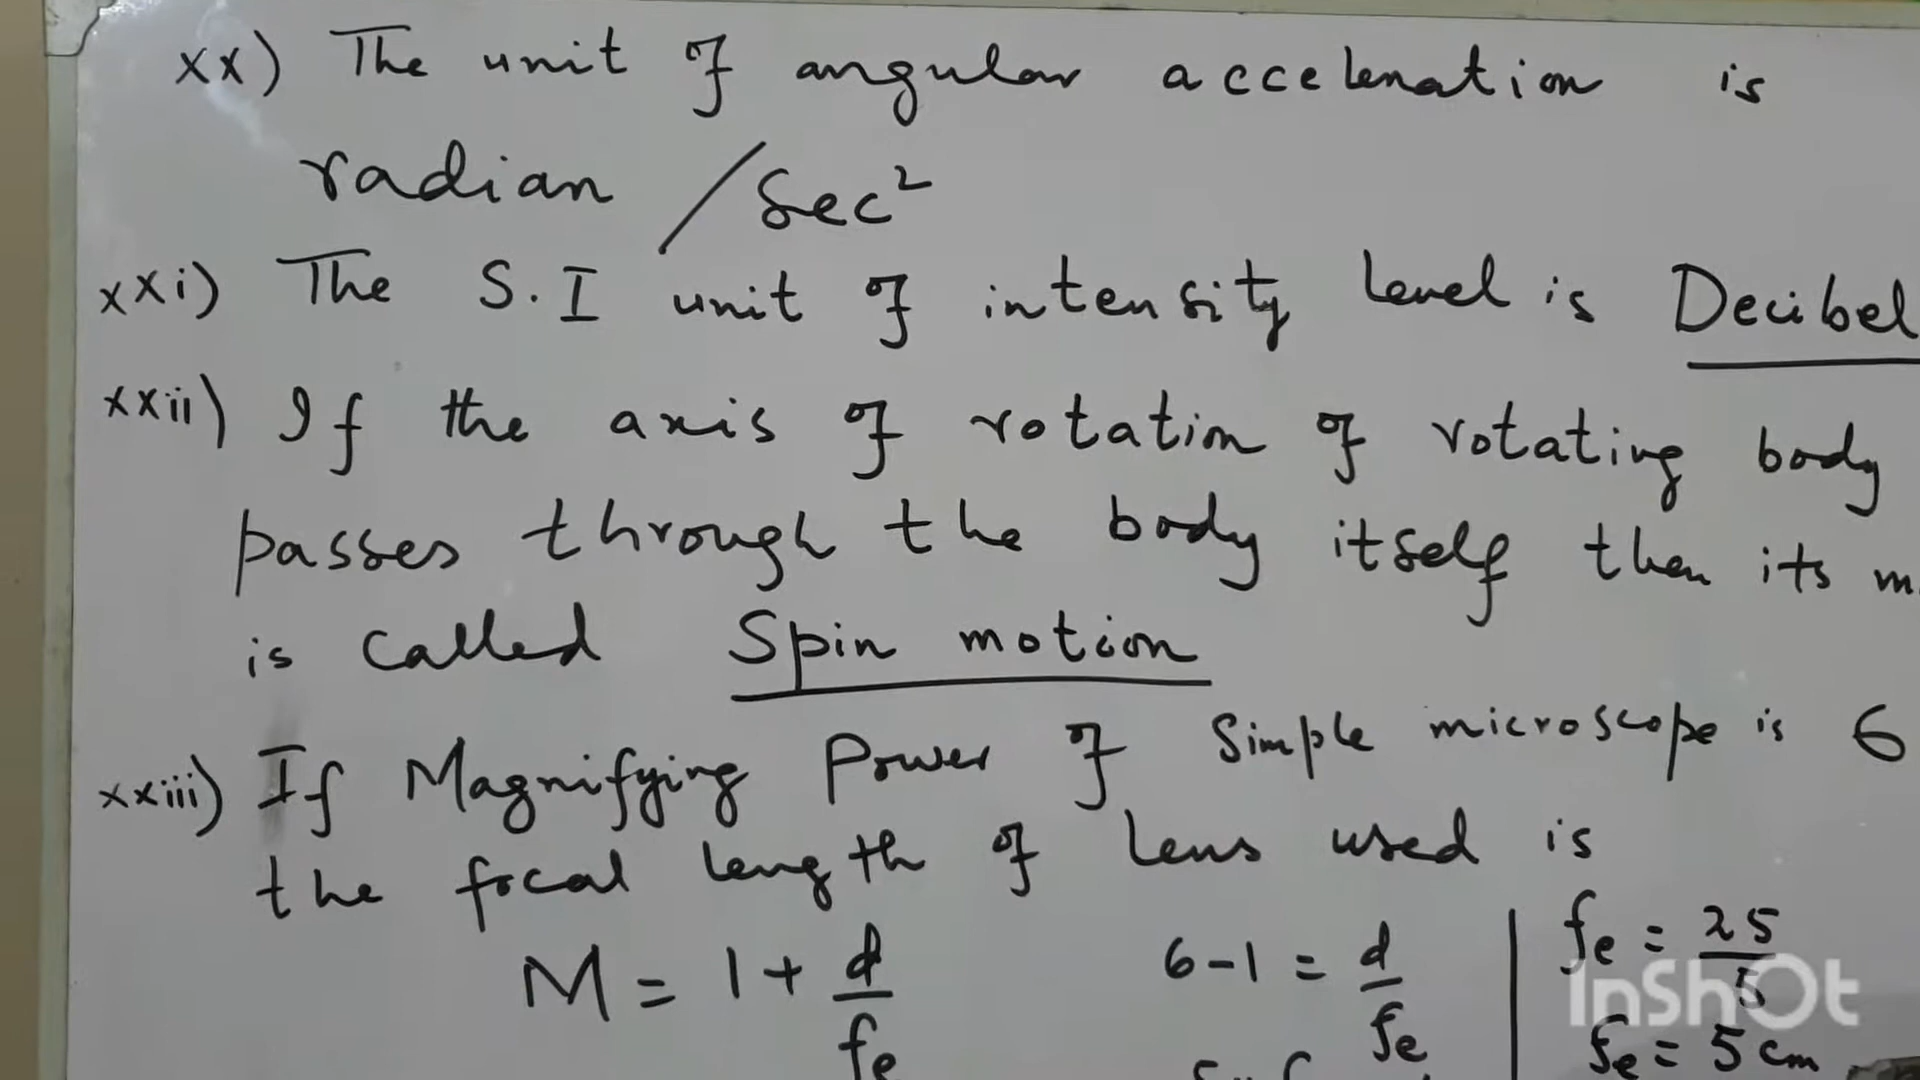 xx) The unit of angular acceleration is
radian /Sec²
xxi) The S.I unit of intensity level is Decibel
xxii) If the axis of rotation of rotating body
passes through the body itself then its
is called Spin motion
xxiii) If Magnifying Power of Simple microscope is 6
the focal length of lens used is
M = 1 + d/fe
6-1 = d/fe
fe = 25/5
fe = 5 cm
InShOt